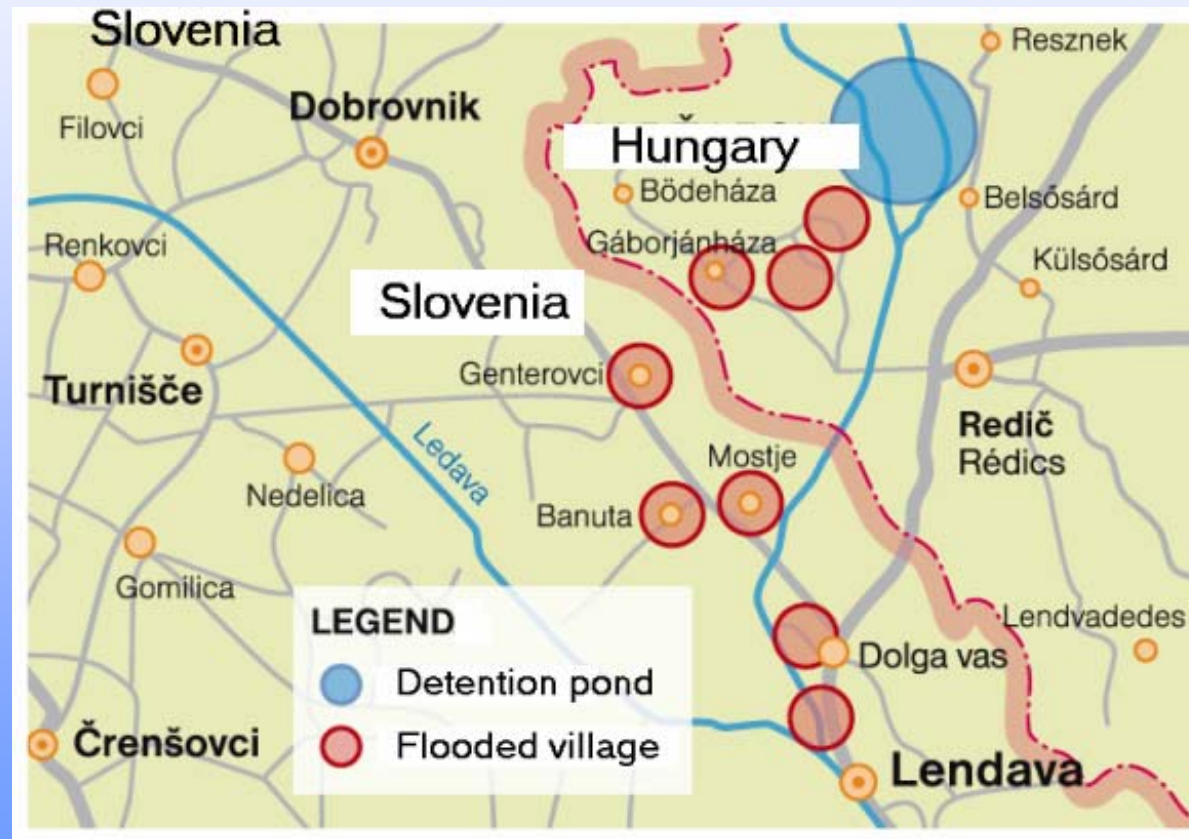 Slovenia
Resznek
Filovci
Dobrovnik
Hungary
Bödeháza
Belsősárd
Renkovci
Gáborjánháza
Külsősárd
Slovenia
Genterovci
Turnišče
Redič
Rédics
Ledava
Mostje
Nedelica
Banuta
Gomilica
LEGEND
Lendvadedes
Detention pond
Dolga vas
Črenšovci
Flooded village
Lendava